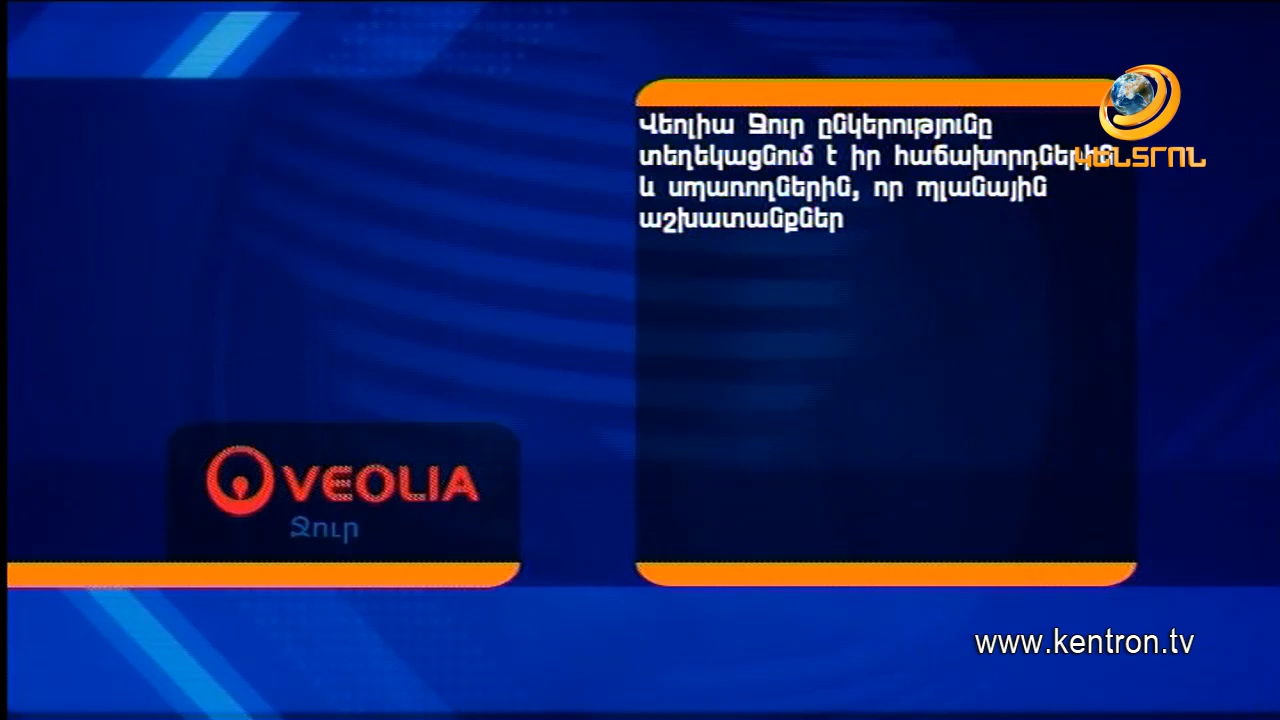 Վեոլիա Ջուր ընկերությունը
տեղեկացնում է իր հաճախորդներին
և սպառողներին, որ պլանային
աշխատանքներ
ԿԵՆՏՐՈՆ
VEOLIA
Ջուր
www.kentron.tv